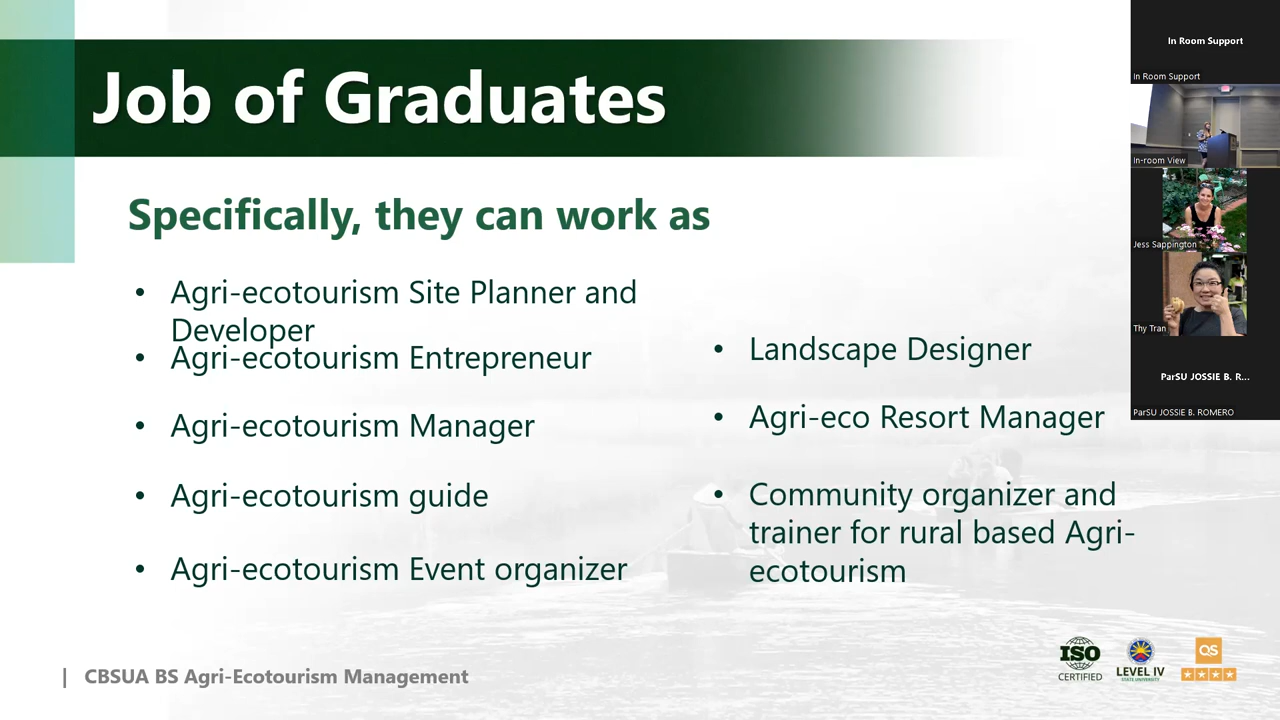 Job of Graduates
Specifically, they can work as
• Agri-ecotourism Site Planner and
Developer
• Agri-ecotourism Entrepreneur
• Agri-ecotourism Manager
• Agri-ecotourism guide
• Agri-ecotourism Event organizer
• Landscape Designer
• Agri-eco Resort Manager
• Community organizer and
trainer for rural based Agri-
ecotourism
| CBSUA BS Agri-Ecotourism Management
ISO
CERTIFIED
LEVEL IV
STATE UNIVERSITY
QS
In Room Support
In Room Support
In-room View
Jess Sappington
Thy Tran
ParSU JOSSIE B. R...
ParSU JOSSIE B. ROMERO